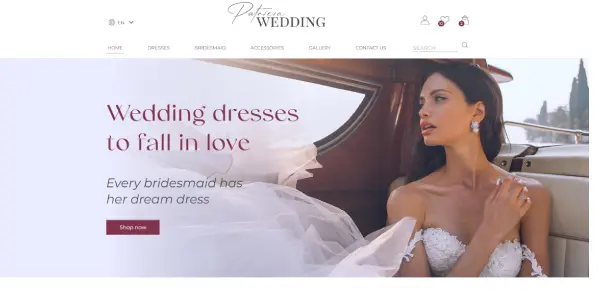 EN
Patricia
WEDDING
HOME
DRESSES
BRIDESMAID
ACCESSORIES
GALLERY
CONTACT US
SEARCH
Wedding dresses
to fall in love
Every bridesmaid has
her dream dress
Shop now